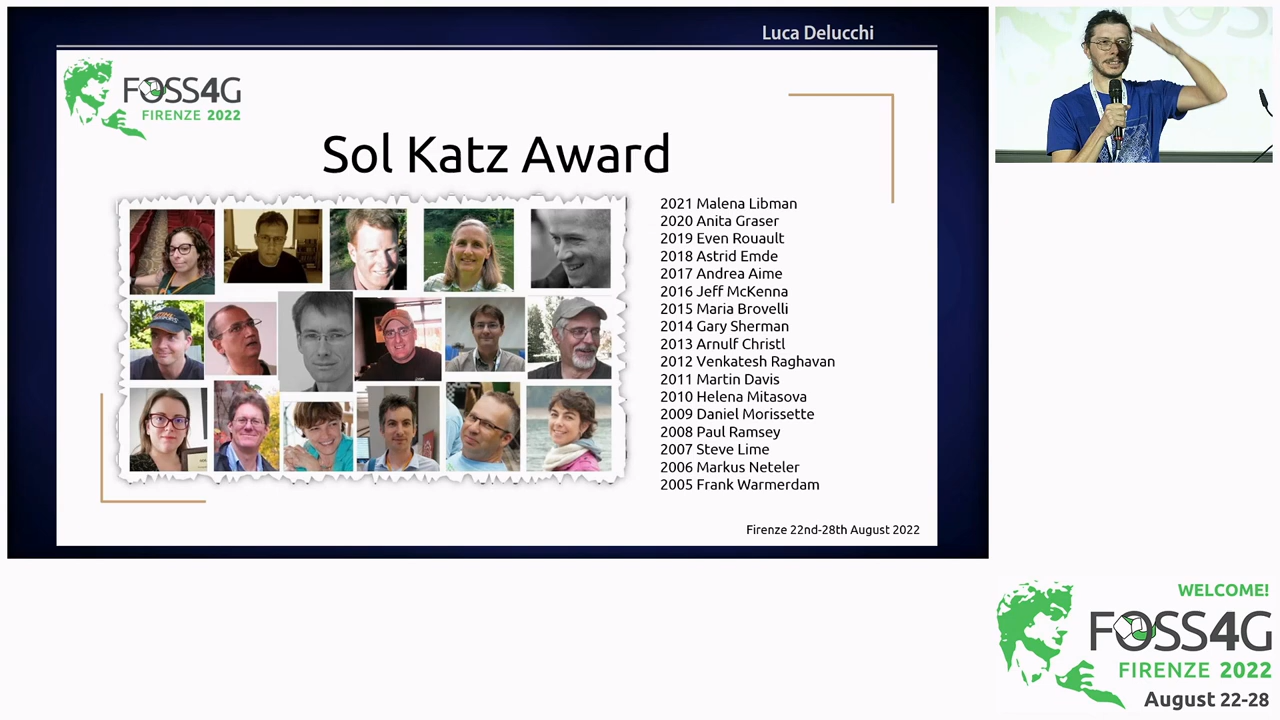 Luca Delucchi
FOSS4G
FIRENZE 2022
Sol Katz Award
2021 Malena Libman
2020 Anita Graser
2019 Even Rouault
2018 Astrid Emde
2017 Andrea Aime
2016 Jeff McKenna
2015 Maria Brovelli
2014 Gary Sherman
2013 Arnulf Christl
2012 Venkatesh Raghavan
2011 Martin Davis
2010 Helena Mitasova
2009 Daniel Morissette
2008 Paul Ramsey
2007 Steve Lime
2006 Markus Neteler
2005 Frank Warmerdam
Firenze 22nd-28th August 2022
WELCOME!
FOSS4G
FIRENZE 2022
August 22-28